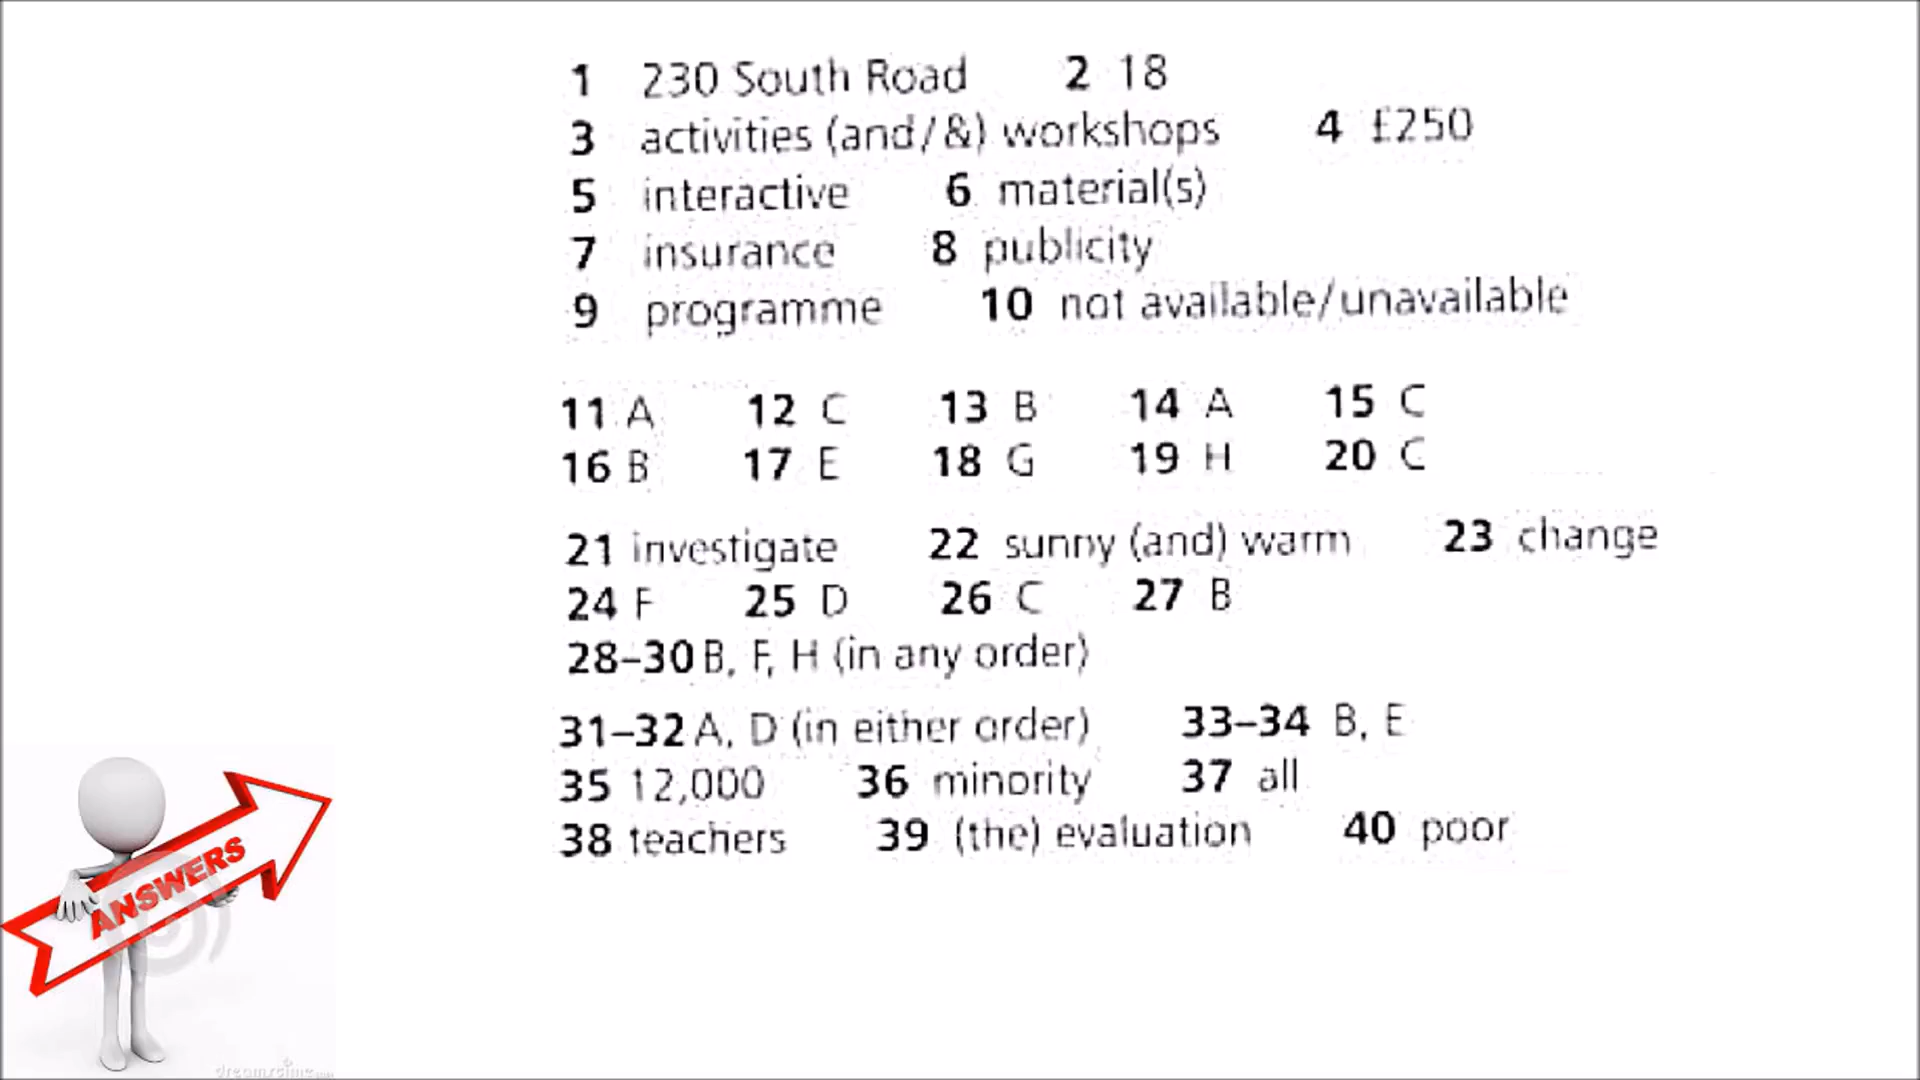 1 230 South Road 2 18
3 activities (and/&) workshops 4 £250
5 interactive 6 material(s)
7 insurance 8 publicity
9 programme 10 not available/unavailable
11 A 12 C 13 B 14 A 15 C
16 B 17 E 18 G 19 H 20 C
21 investigate 22 sunny (and) warm 23 change
24 F 25 D 26 C 27 B
28–30 B, F, H (in any order)
31–32 A, D (in either order) 33–34 B, E
35 12,000 36 minority 37 all
38 teachers 39 (the) evaluation 40 poor
ANSWERS